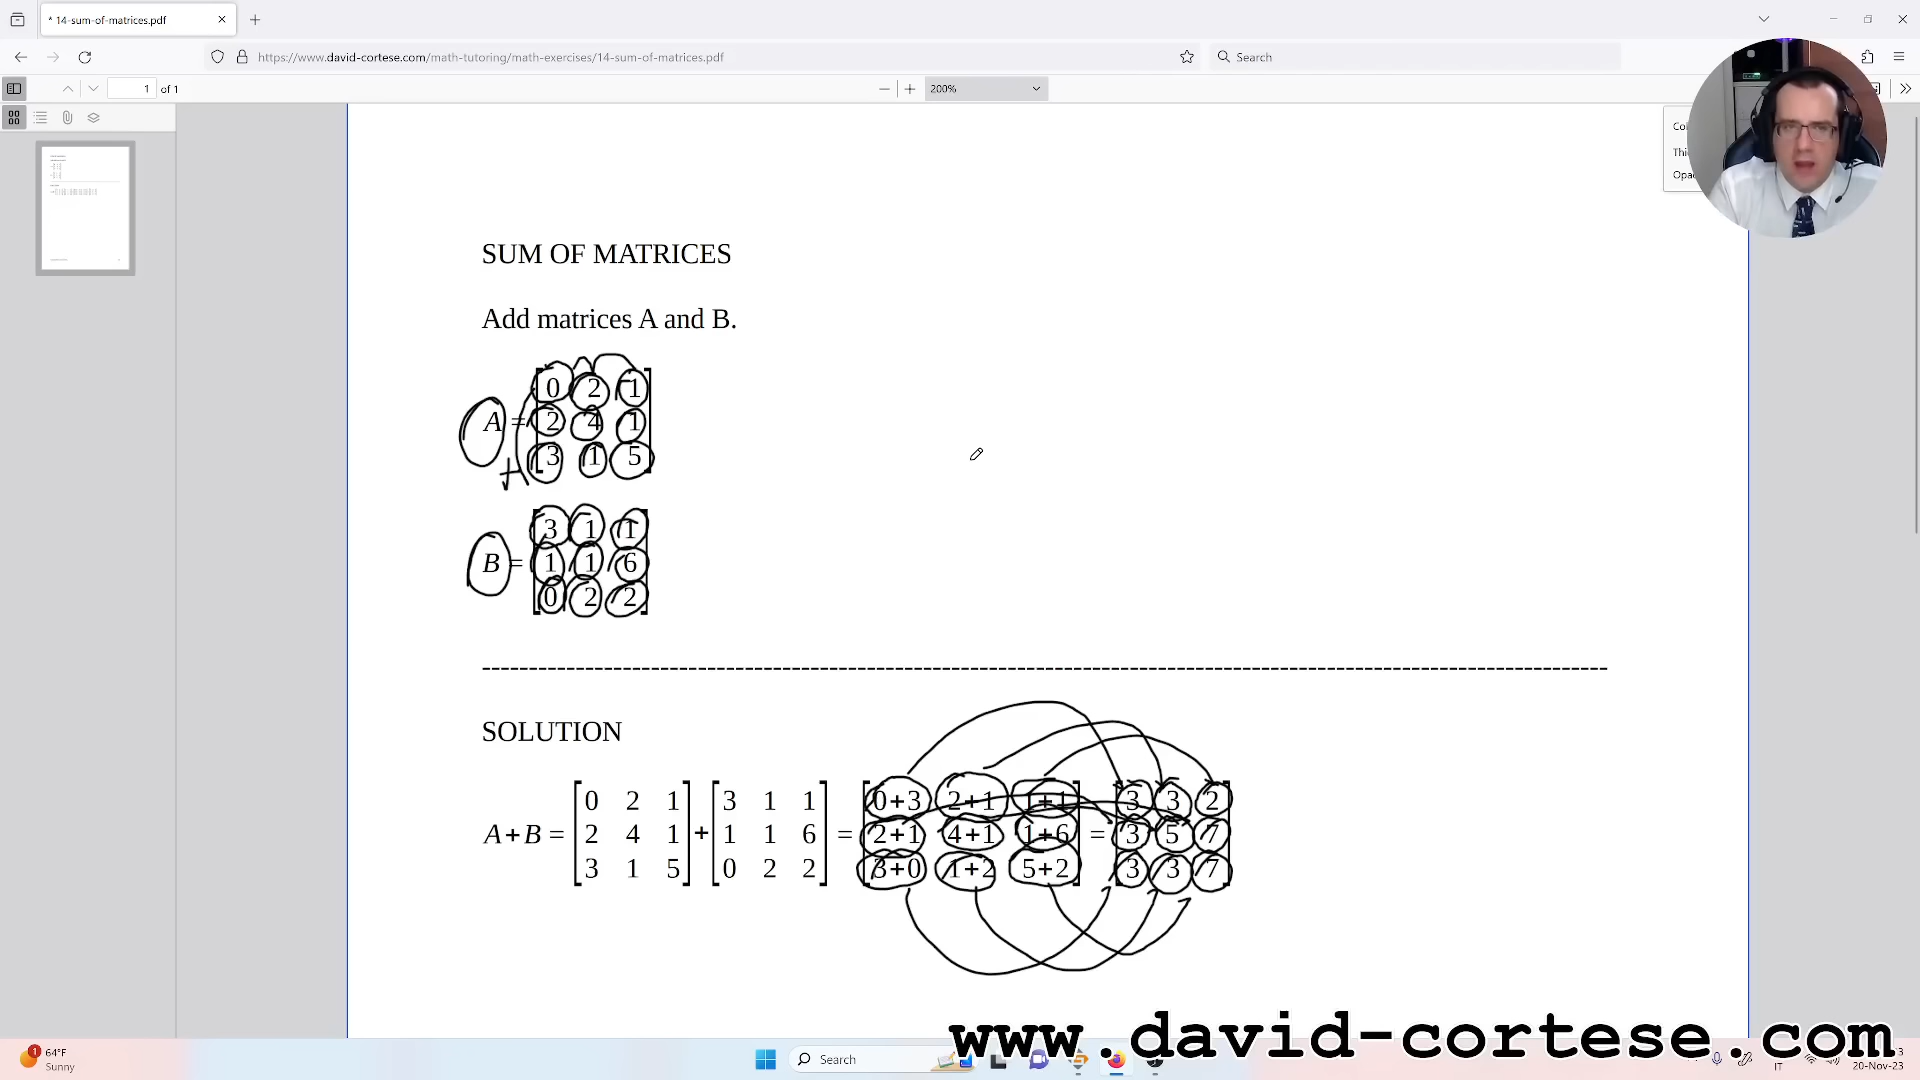 * 14-sum-of-matrices.pdf
https://www.david-cortese.com/math-tutoring/math-exercises/14-sum-of-matrices.pdf
Search
1 of 1
200%
Thi
Opa
SUM OF MATRICES
Add matrices A and B.
0 2 1
A = 2 4 1
3 1 5
+
3 1 1
B = 1 1 6
0 2 2
--------------------------------------------------------------------------------
SOLUTION
0 2 1 3 1 1 0+3 2+1 1+1 3 3 2
A+B = 2 4 1 + 1 1 6 = 2+1 4+1 1+6 = 3 5 7
3 1 5 0 2 2 3+0 1+2 5+2 3 3 7
www.david-cortese.com
1
64°F
Sunny
Search
IT
20-Nov-23